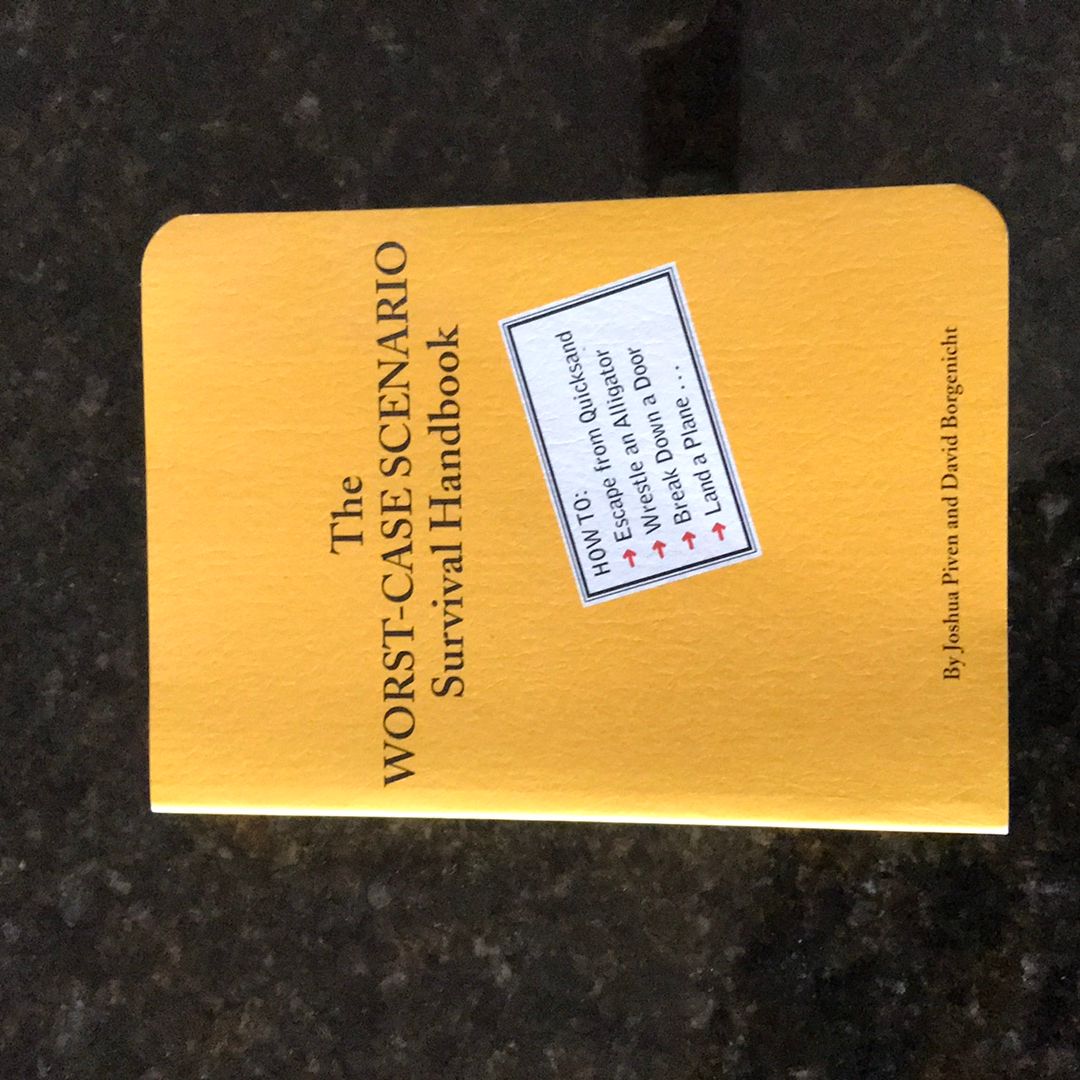 The
WORST-CASE SCENARIO
Survival Handbook
HOW TO:
→ Escape from Quicksand
→ Wrestle an Alligator
→ Break Down a Door
→ Land a Plane . . .
By Joshua Piven and David Borgenicht